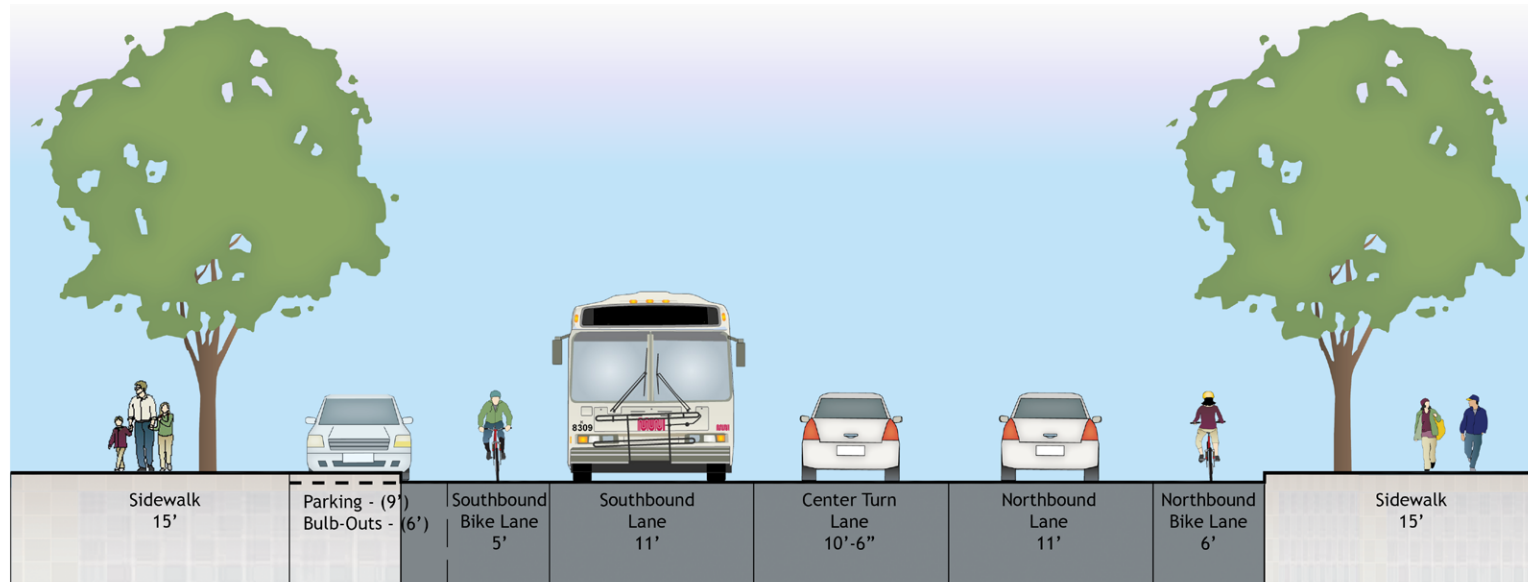 8309
Sidewalk
15’
Parking - (9’)
Bulb-Outs - (6’)
Southbound
Bike Lane
5’
Southbound
Lane
11’
Center Turn
Lane
10’-6”
Northbound
Lane
11’
Northbound
Bike Lane
6’
Sidewalk
15’